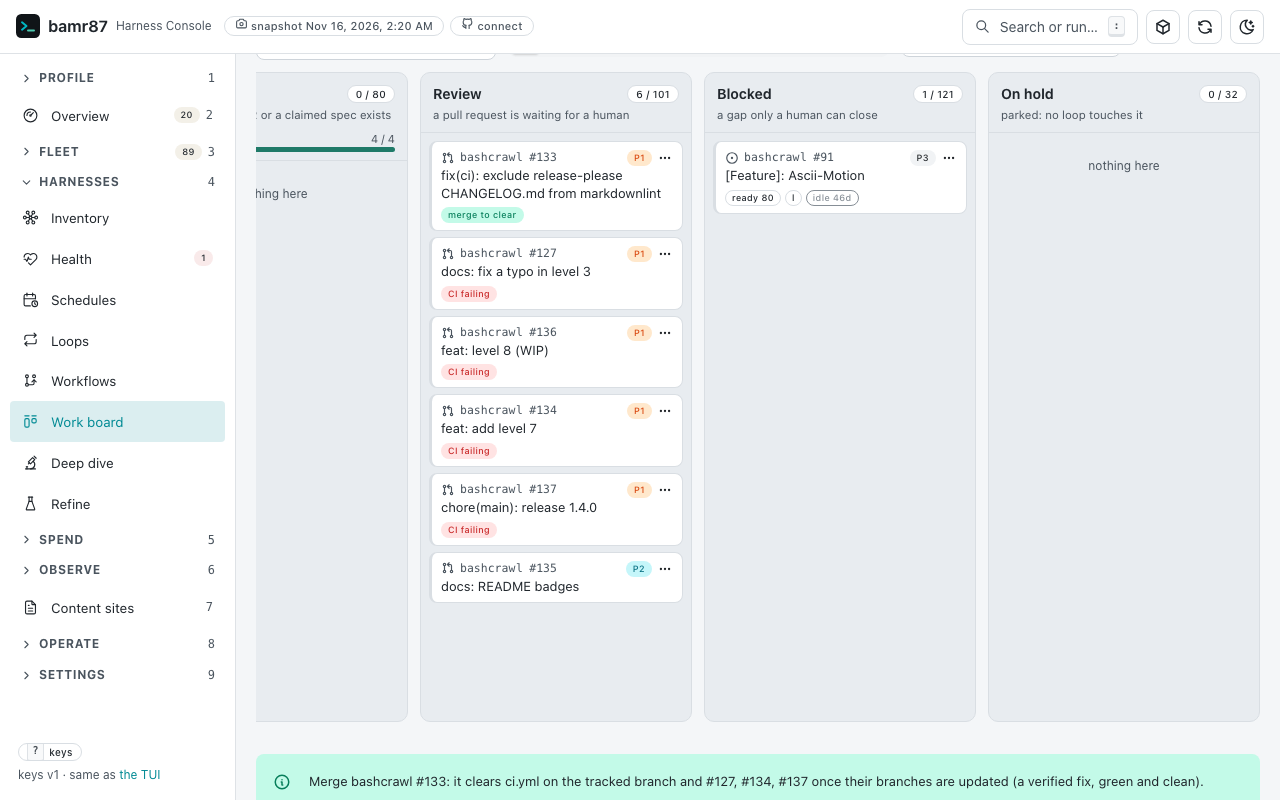 bamr87 Harness Console snapshot Nov 16, 2026, 2:20 AM connect Search or run... :
PROFILE 1
Overview 20 2
FLEET 89 3
HARNESSES 4
Inventory
Health 1
Schedules
Loops
Workflows
Work board
Deep dive
Refine
SPEND 5
OBSERVE 6
Content sites 7
OPERATE 8
SETTINGS 9
? keys
keys v1 · same as the TUI
0 / 80
or a claimed spec exists
4 / 4
hing here
Review 6 / 101
a pull request is waiting for a human
bashcrawl #133 P1
fix(ci): exclude release-please
CHANGELOG.md from markdownlint
merge to clear
bashcrawl #127 P1
docs: fix a typo in level 3
CI failing
bashcrawl #136 P1
feat: level 8 (WIP)
CI failing
bashcrawl #134 P1
feat: add level 7
CI failing
bashcrawl #137 P1
chore(main): release 1.4.0
CI failing
bashcrawl #135 P2
docs: README badges
Blocked 1 / 121
a gap only a human can close
bashcrawl #91 P3
[Feature]: Ascii-Motion
ready 80 l idle 46d
On hold 0 / 32
parked: no loop touches it
nothing here
Merge bashcrawl #133: it clears ci.yml on the tracked branch and #127, #134, #137 once their branches are updated (a verified fix, green and clean).